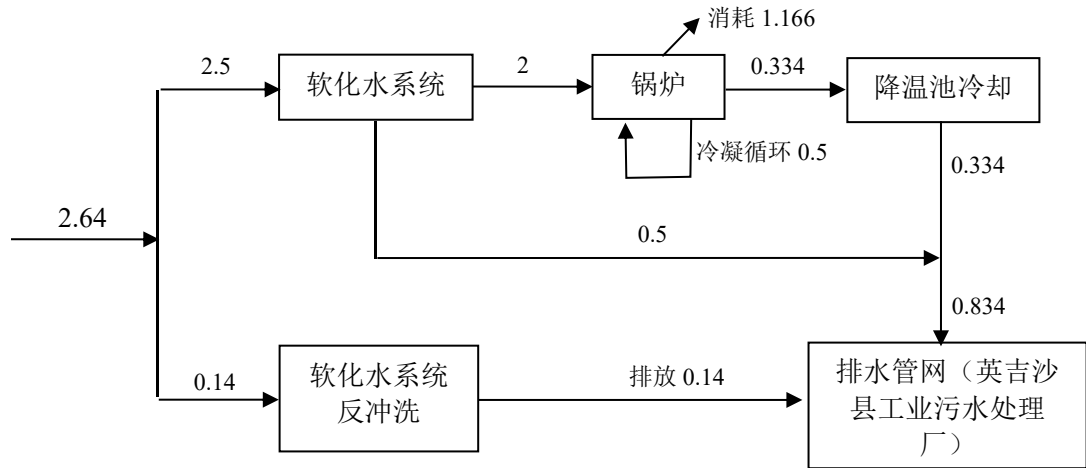 消耗 1.166
2.5
软化水系统
2
锅炉
0.334
降温池冷却
冷凝循环 0.5
0.334
2.64
0.5
0.834
0.14
软化水系统
反冲洗
排放 0.14
排水管网（英吉沙
县工业污水处理
厂）